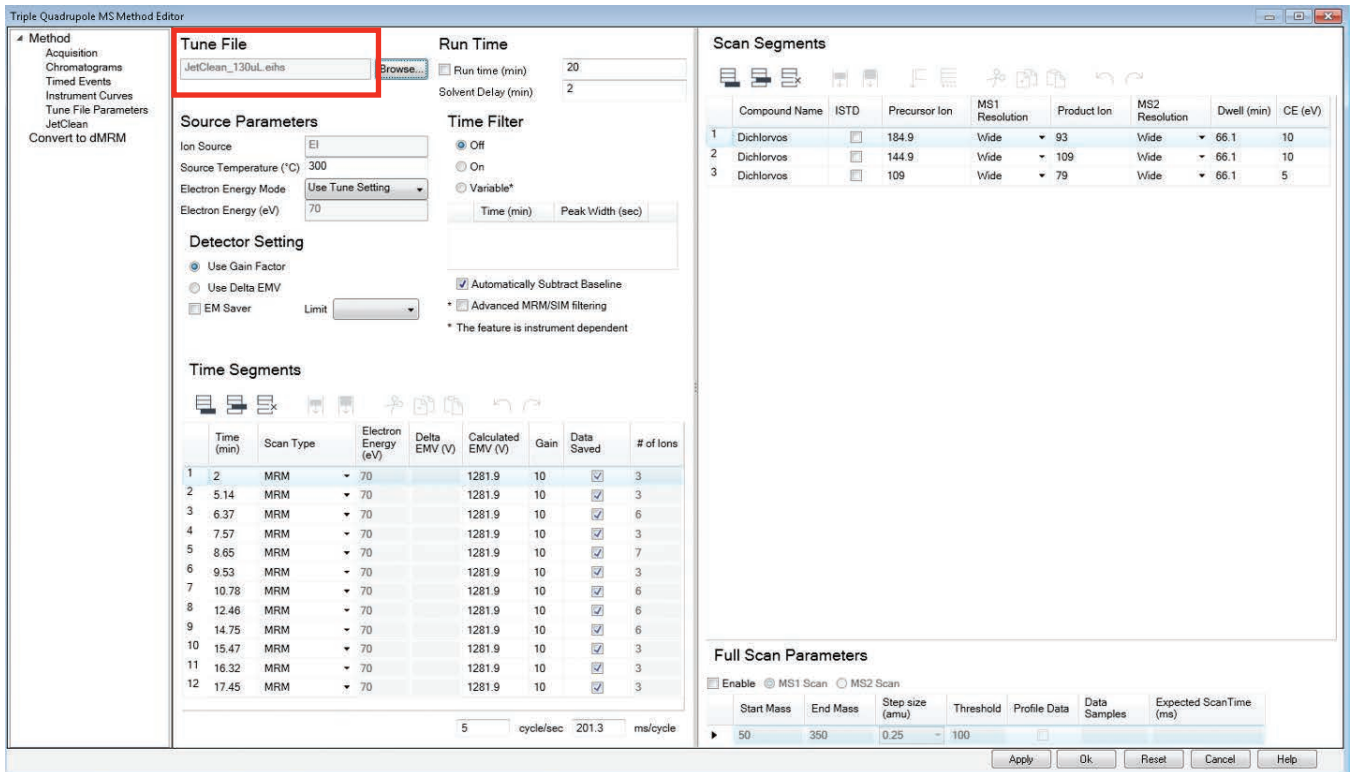 Triple Quadrupole MS Method Editor
Method
Acquisition
Chromatograms
Timed Events
Instrument Curves
Tune File Parameters
JetClean
Convert to dMRM
Tune File
JetClean_130uL.eihs Browse...
Run Time
Run time (min) 20
Solvent Delay (min) 2
Source Parameters
Ion Source EI
Source Temperature (°C) 300
Electron Energy Mode Use Tune Setting
Electron Energy (eV) 70
Time Filter
Off
On
Variable*
Time (min) Peak Width (sec)
Detector Setting
Use Gain Factor
Use Delta EMV
EM Saver Limit
Automatically Subtract Baseline
* Advanced MRM/SIM filtering
* The feature is instrument dependent
Time Segments
Time (min) Scan Type Electron Energy (eV) Delta EMV (V) Calculated EMV (V) Gain Data Saved # of Ions
1 2 MRM 70 1281.9 10 3
2 5.14 MRM 70 1281.9 10 3
3 6.37 MRM 70 1281.9 10 6
4 7.57 MRM 70 1281.9 10 3
5 8.65 MRM 70 1281.9 10 7
6 9.53 MRM 70 1281.9 10 3
7 10.78 MRM 70 1281.9 10 6
8 12.46 MRM 70 1281.9 10 6
9 14.75 MRM 70 1281.9 10 6
10 15.47 MRM 70 1281.9 10 3
11 16.32 MRM 70 1281.9 10 3
12 17.45 MRM 70 1281.9 10 3
5 cycle/sec 201.3 ms/cycle
Scan Segments
Compound Name ISTD Precursor Ion MS1 Resolution Product Ion MS2 Resolution Dwell (min) CE (eV)
1 Dichlorvos 184.9 Wide 93 Wide 66.1 10
2 Dichlorvos 144.9 Wide 109 Wide 66.1 10
3 Dichlorvos 109 Wide 79 Wide 66.1 5
Full Scan Parameters
Enable MS1 Scan MS2 Scan
Start Mass End Mass Step size (amu) Threshold Profile Data Data Samples Expected ScanTime (ms)
50 350 0.25 100
Apply Ok Reset Cancel Help